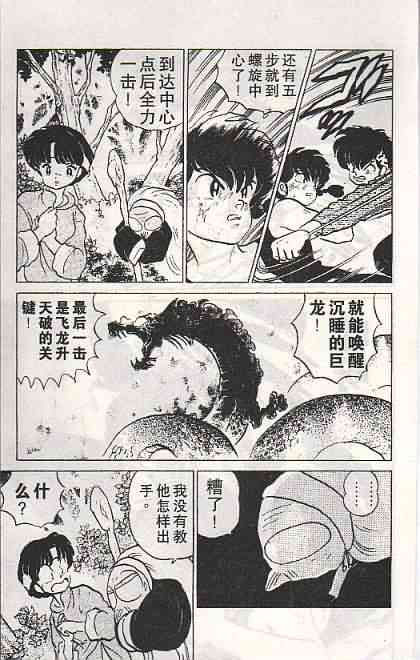 还有五
步就到
螺旋中
心了！
到达中心
点后全力
一击！
就能唤醒
沉睡的巨
龙！
最后一击
是飞龙升
天破的关
键！
……
……
糟了！
我没有教
他怎样出
手。
什
么？